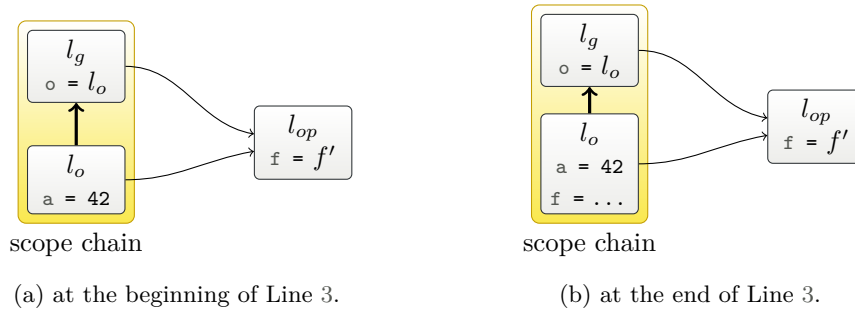 l_g
o = l_o
l_o
a = 42
l_op
f = f'
scope chain
(a) at the beginning of Line 3.
l_g
o = l_o
l_o
a = 42
f = ...
l_op
f = f'
scope chain
(b) at the end of Line 3.